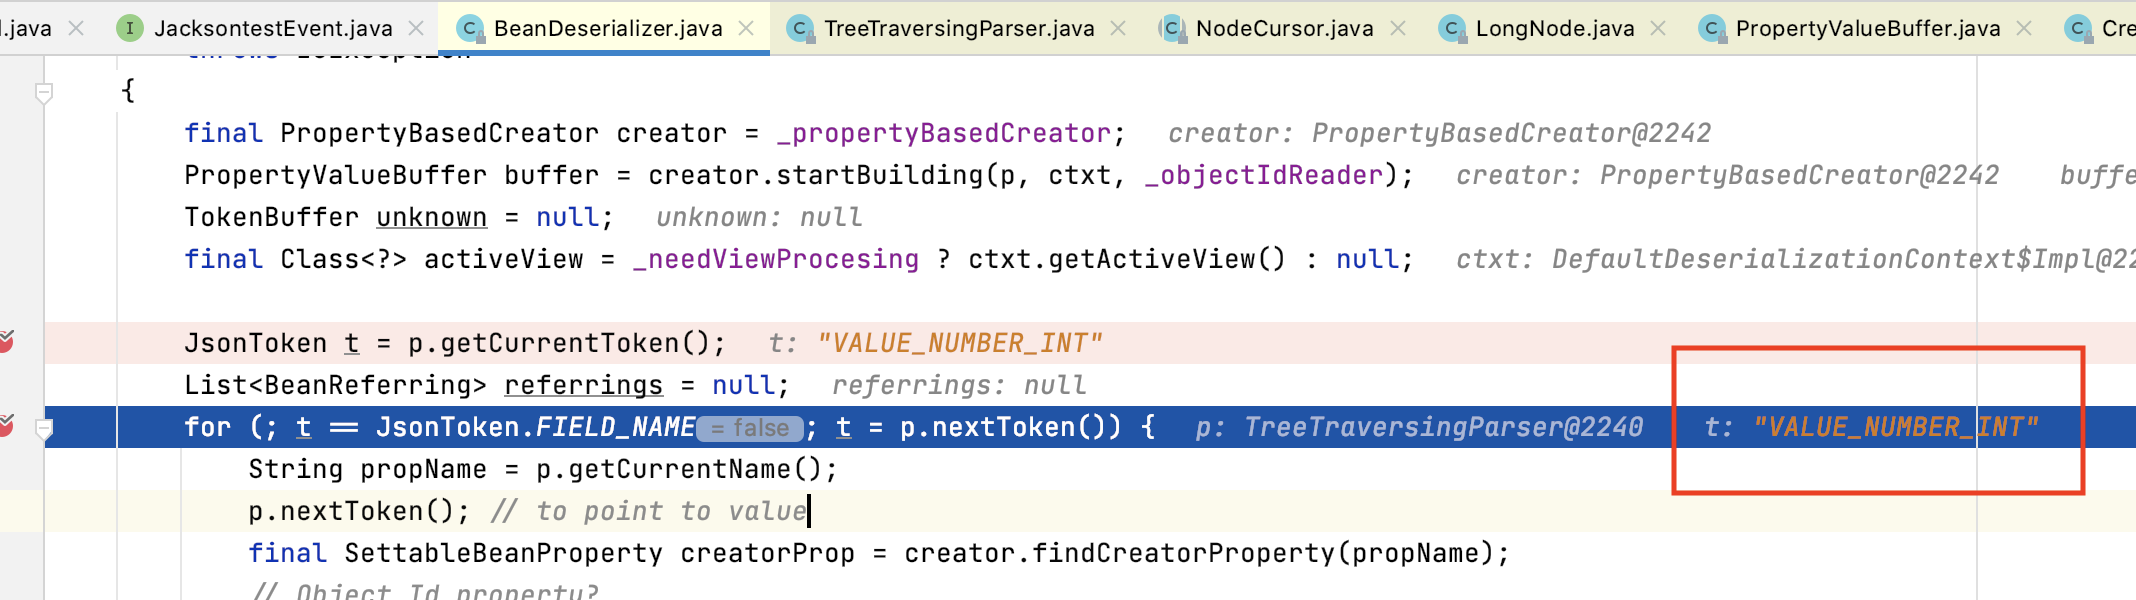 l.java JacksontestEvent.java BeanDeserializer.java TreeTraversingParser.java NodeCursor.java LongNode.java PropertyValueBuffer.java Cre
throws IOException
{
final PropertyBasedCreator creator = _propertyBasedCreator; creator: PropertyBasedCreator@2242
PropertyValueBuffer buffer = creator.startBuilding(p, ctxt, _objectIdReader); creator: PropertyBasedCreator@2242 buffe
TokenBuffer unknown = null; unknown: null
final Class<?> activeView = _needViewProcesing ? ctxt.getActiveView() : null; ctxt: DefaultDeserializationContext$Impl@22
JsonToken t = p.getCurrentToken(); t: "VALUE_NUMBER_INT"
List<BeanReferring> referrings = null; referrings: null
for (; t == JsonToken.FIELD_NAME = false ; t = p.nextToken()) { p: TreeTraversingParser@2240 t: "VALUE_NUMBER_INT"
String propName = p.getCurrentName();
p.nextToken(); // to point to value
final SettableBeanProperty creatorProp = creator.findCreatorProperty(propName);
// Object Id property?